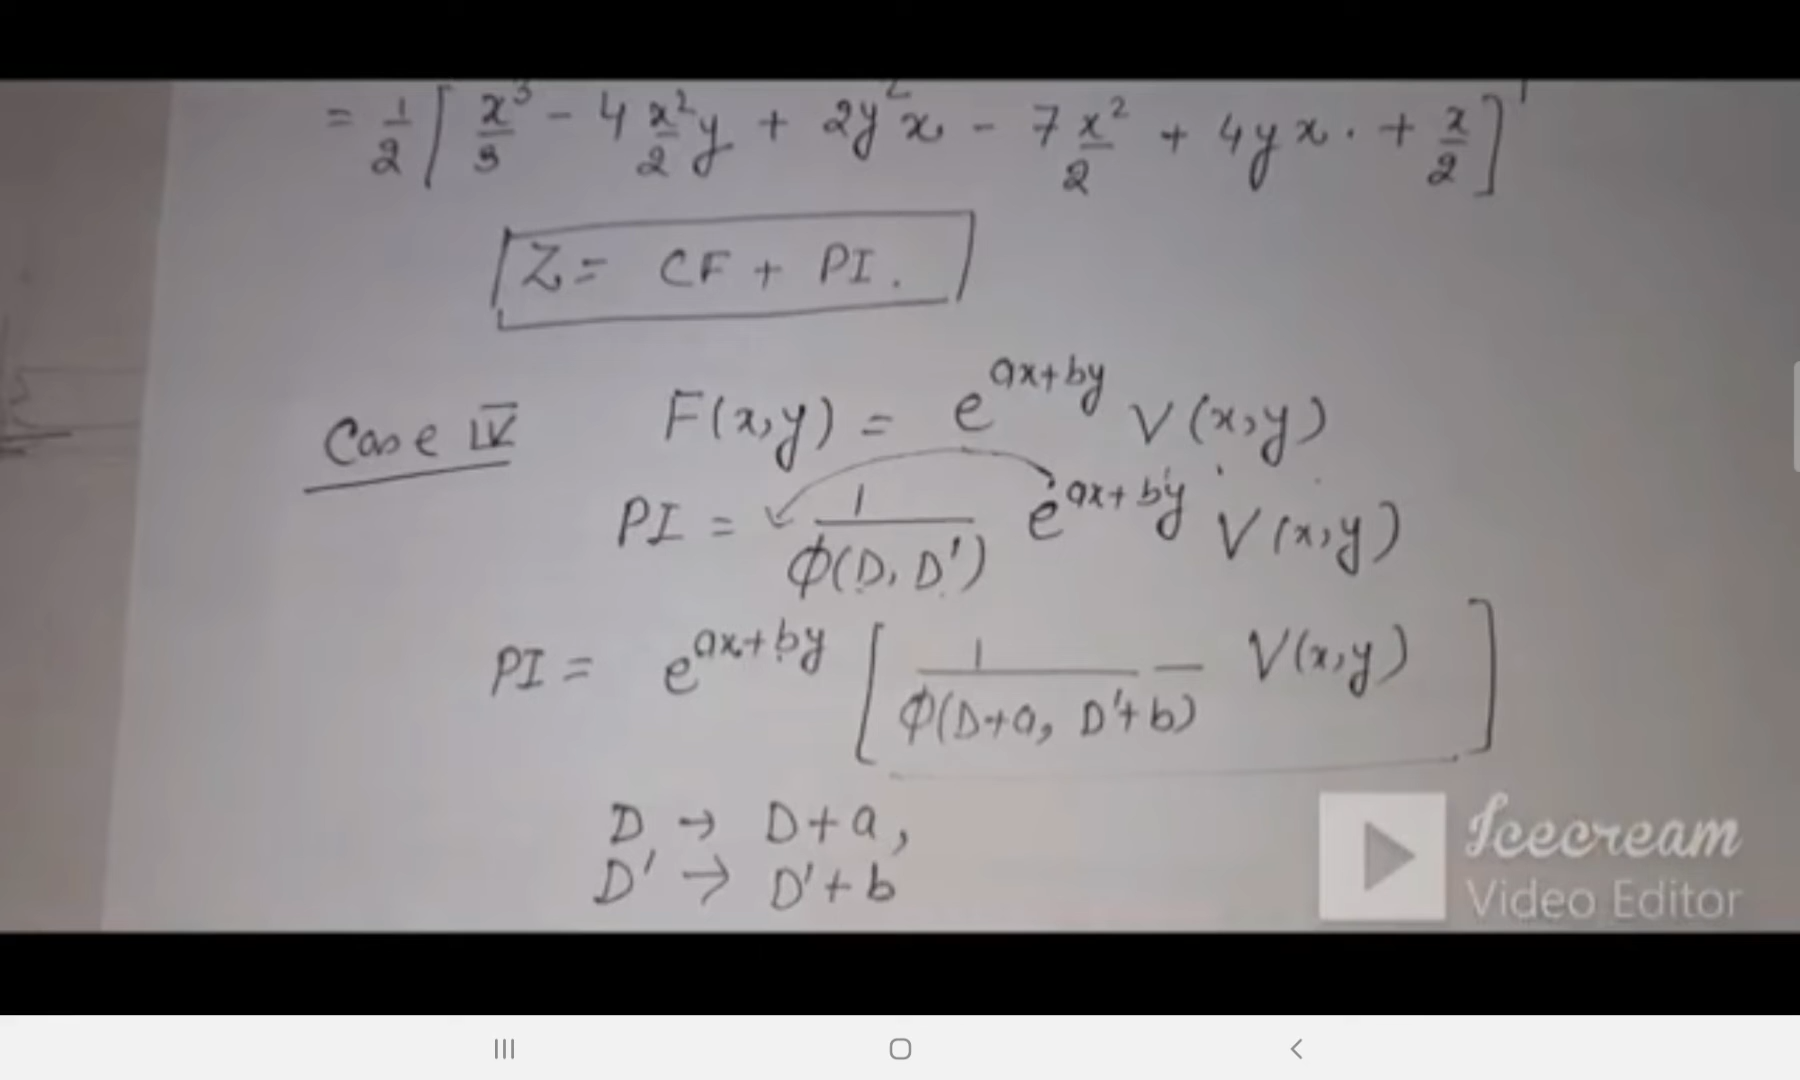 = 1/2 [ x³/3 - 4 x²/2 y + 2y²x - 7 x²/2 + 4yx . + x/2 ]
Z = CF + PI .
Case IV F(x,y) = e^(ax+by) V(x,y)
PI = 1/ϕ(D, D') e^(ax+by) V(x,y)
PI = e^(ax+by) [ 1/ϕ(D+a, D'+b) V(x,y) ]
D → D+a ,
D' → D'+b
Icecream
Video Editor